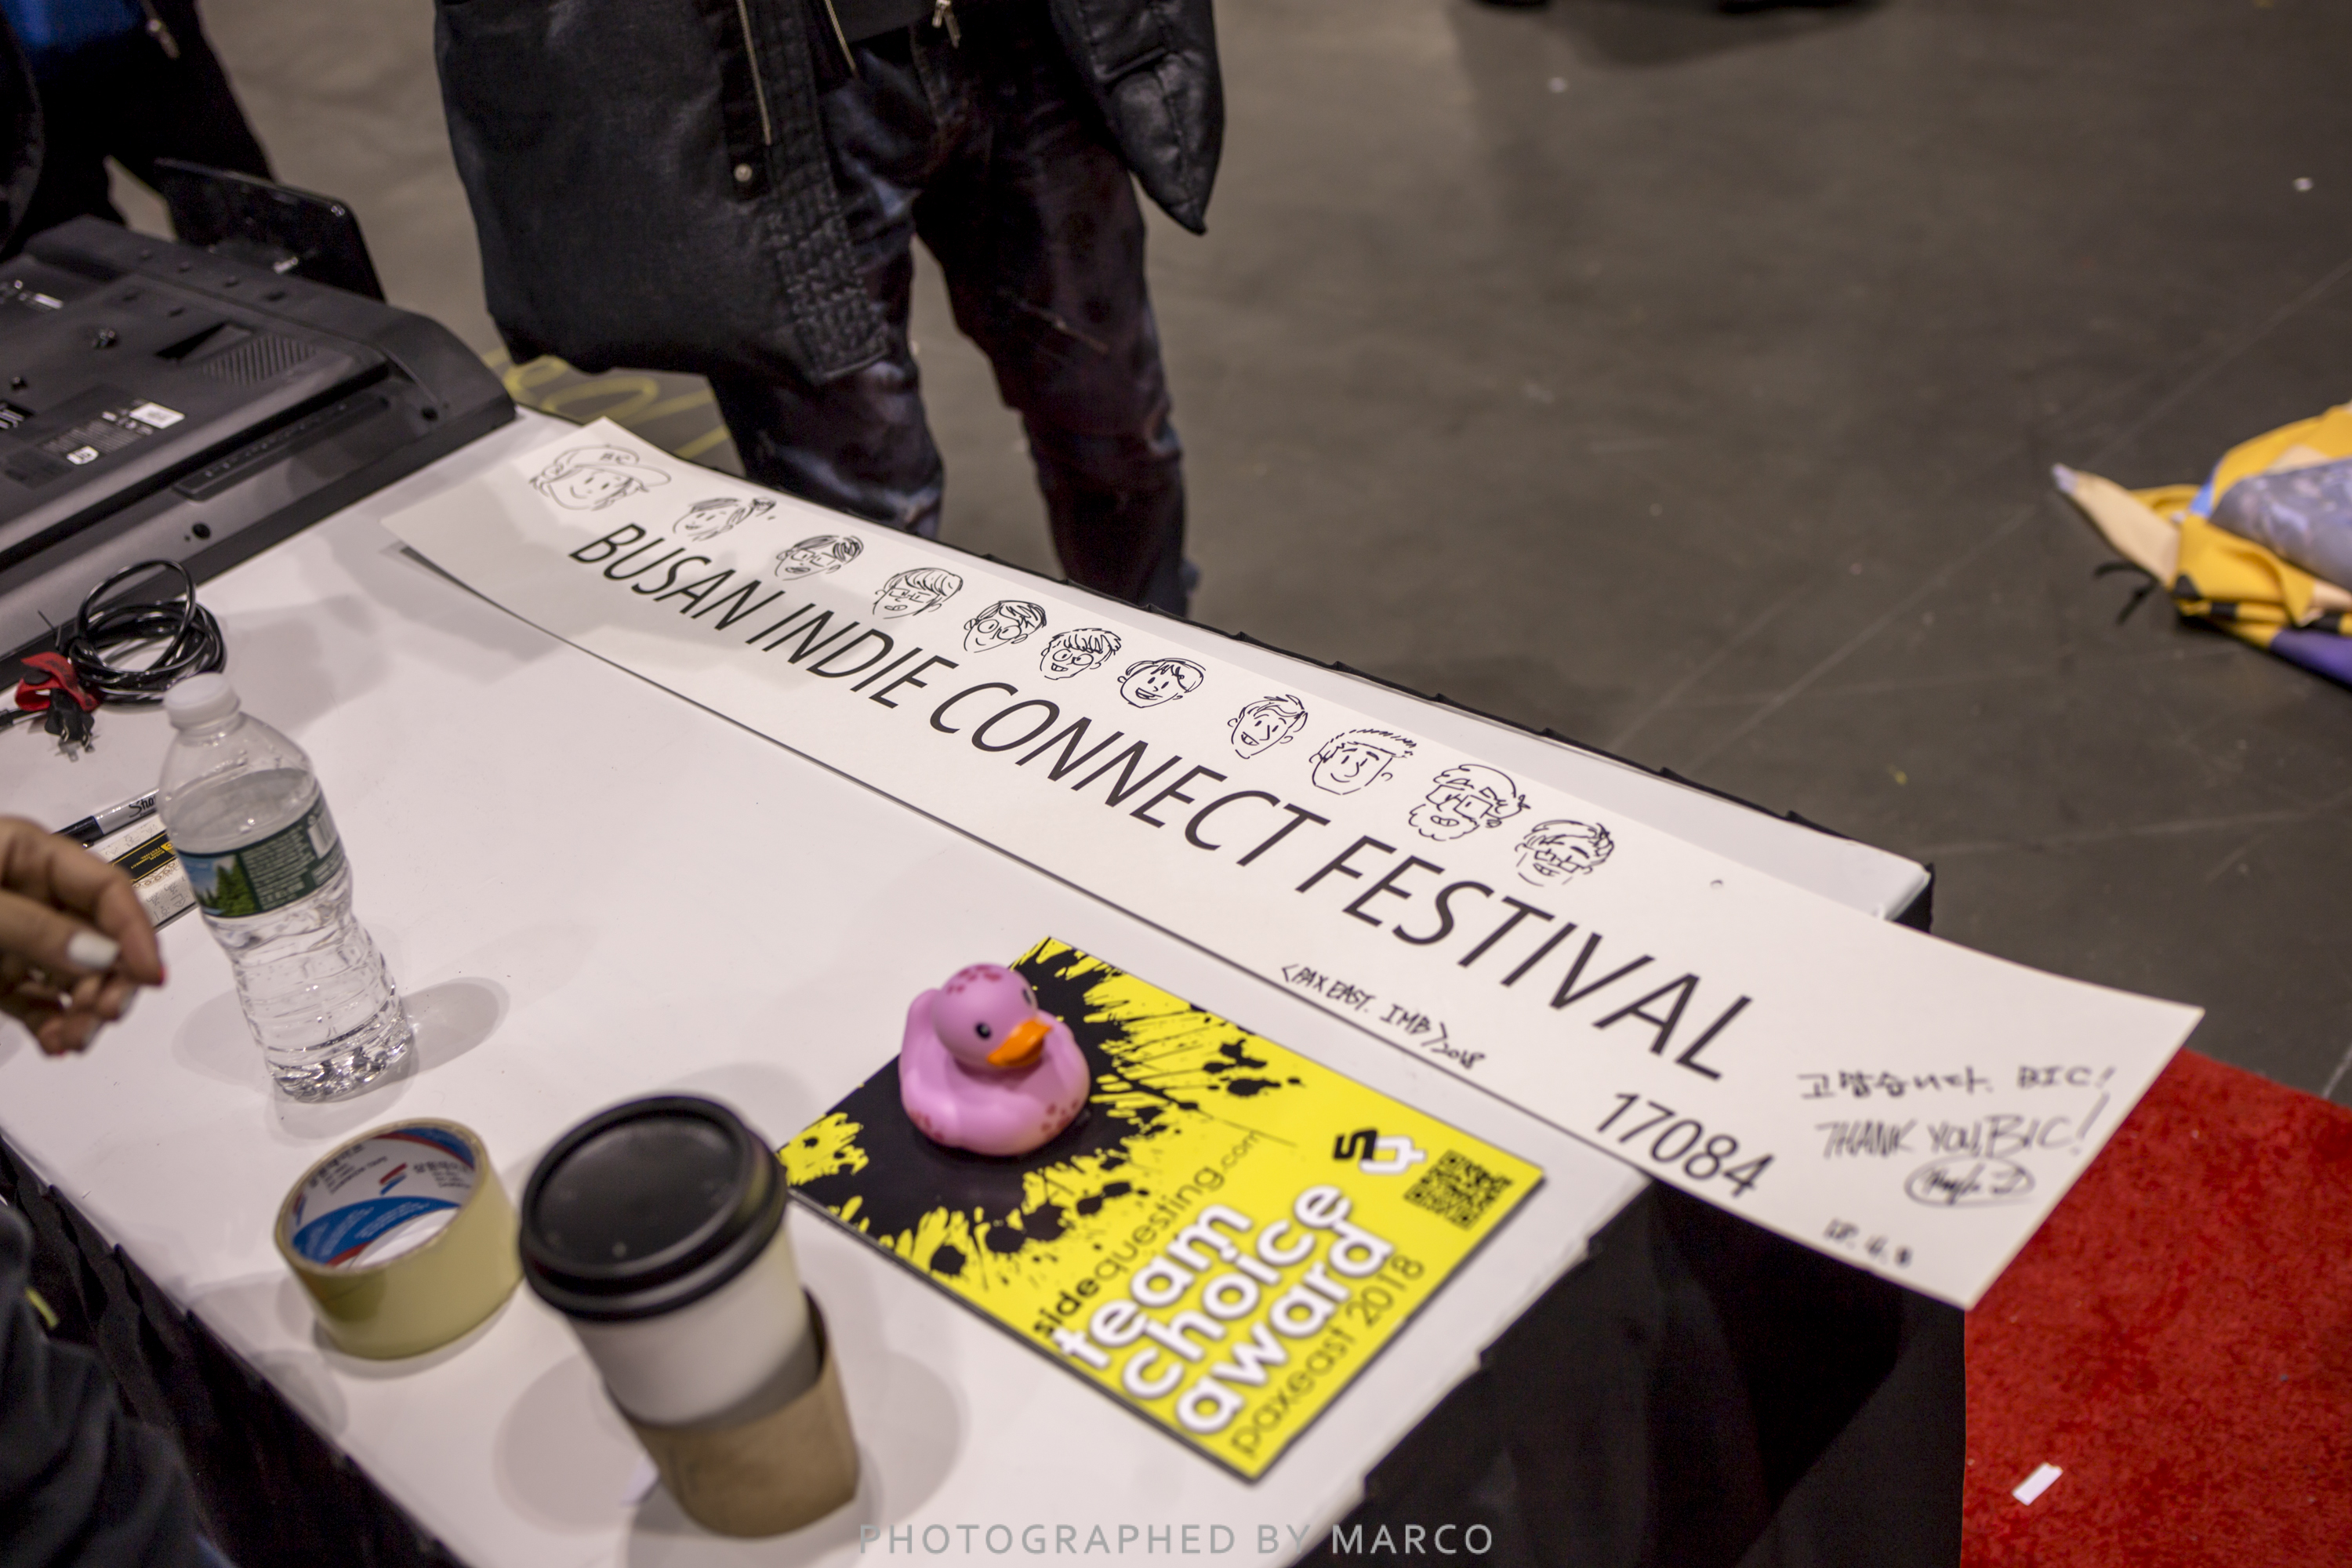 BIC
BUSAN INDIE CONNECT FESTIVAL
<PAX EAST. IMB> 2018
17084
고맙습니다. BIC!
THANK YOU, BIC!
sidequesting.com
team
choice
award
paxeast 2018
PHOTOGRAPHED BY MARCO